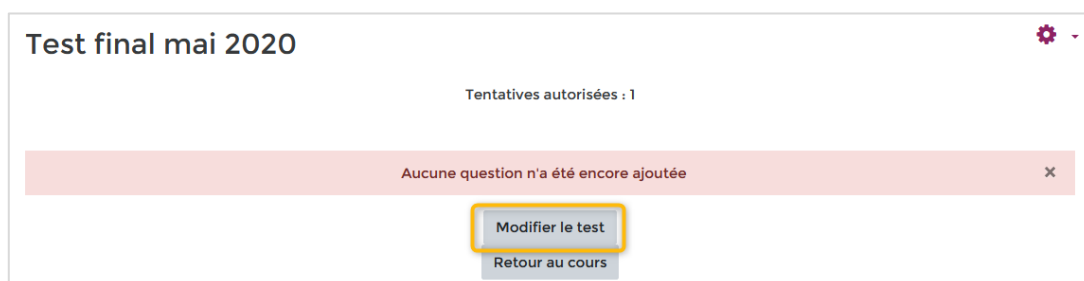 Test final mai 2020
Tentatives autorisées : 1
Aucune question n'a été encore ajoutée
Modifier le test
Retour au cours